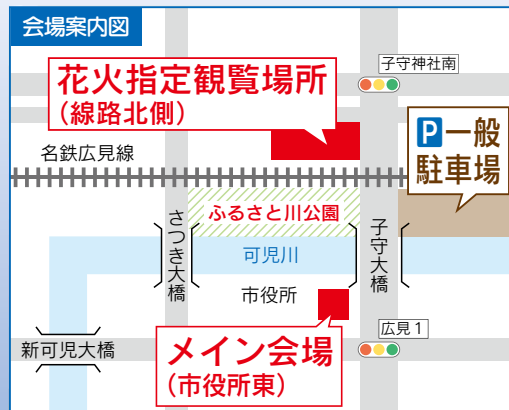 会場案内図
子守神社南
花火指定観覧場所
(線路北側)
P 一般
駐車場
名鉄広見線
ふるさと川公園
さつき大橋
子守大橋
可児川
市役所
広見1
新可児大橋
メイン会場
(市役所東)